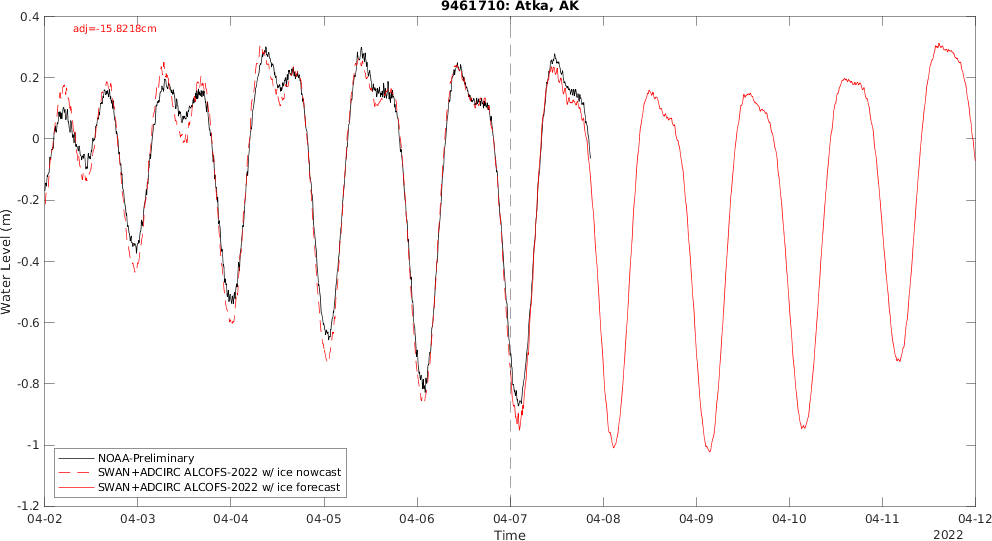 9461710: Atka, AK
adj=-15.8218cm
0.4
0.2
0
-0.2
-0.4
-0.6
-0.8
-1
-1.2
Water Level (m)
NOAA-Preliminary
SWAN+ADCIRC ALCOFS-2022 w/ ice nowcast
SWAN+ADCIRC ALCOFS-2022 w/ ice forecast
04-02 04-03 04-04 04-05 04-06 04-07 04-08 04-09 04-10 04-11 04-12
Time
2022